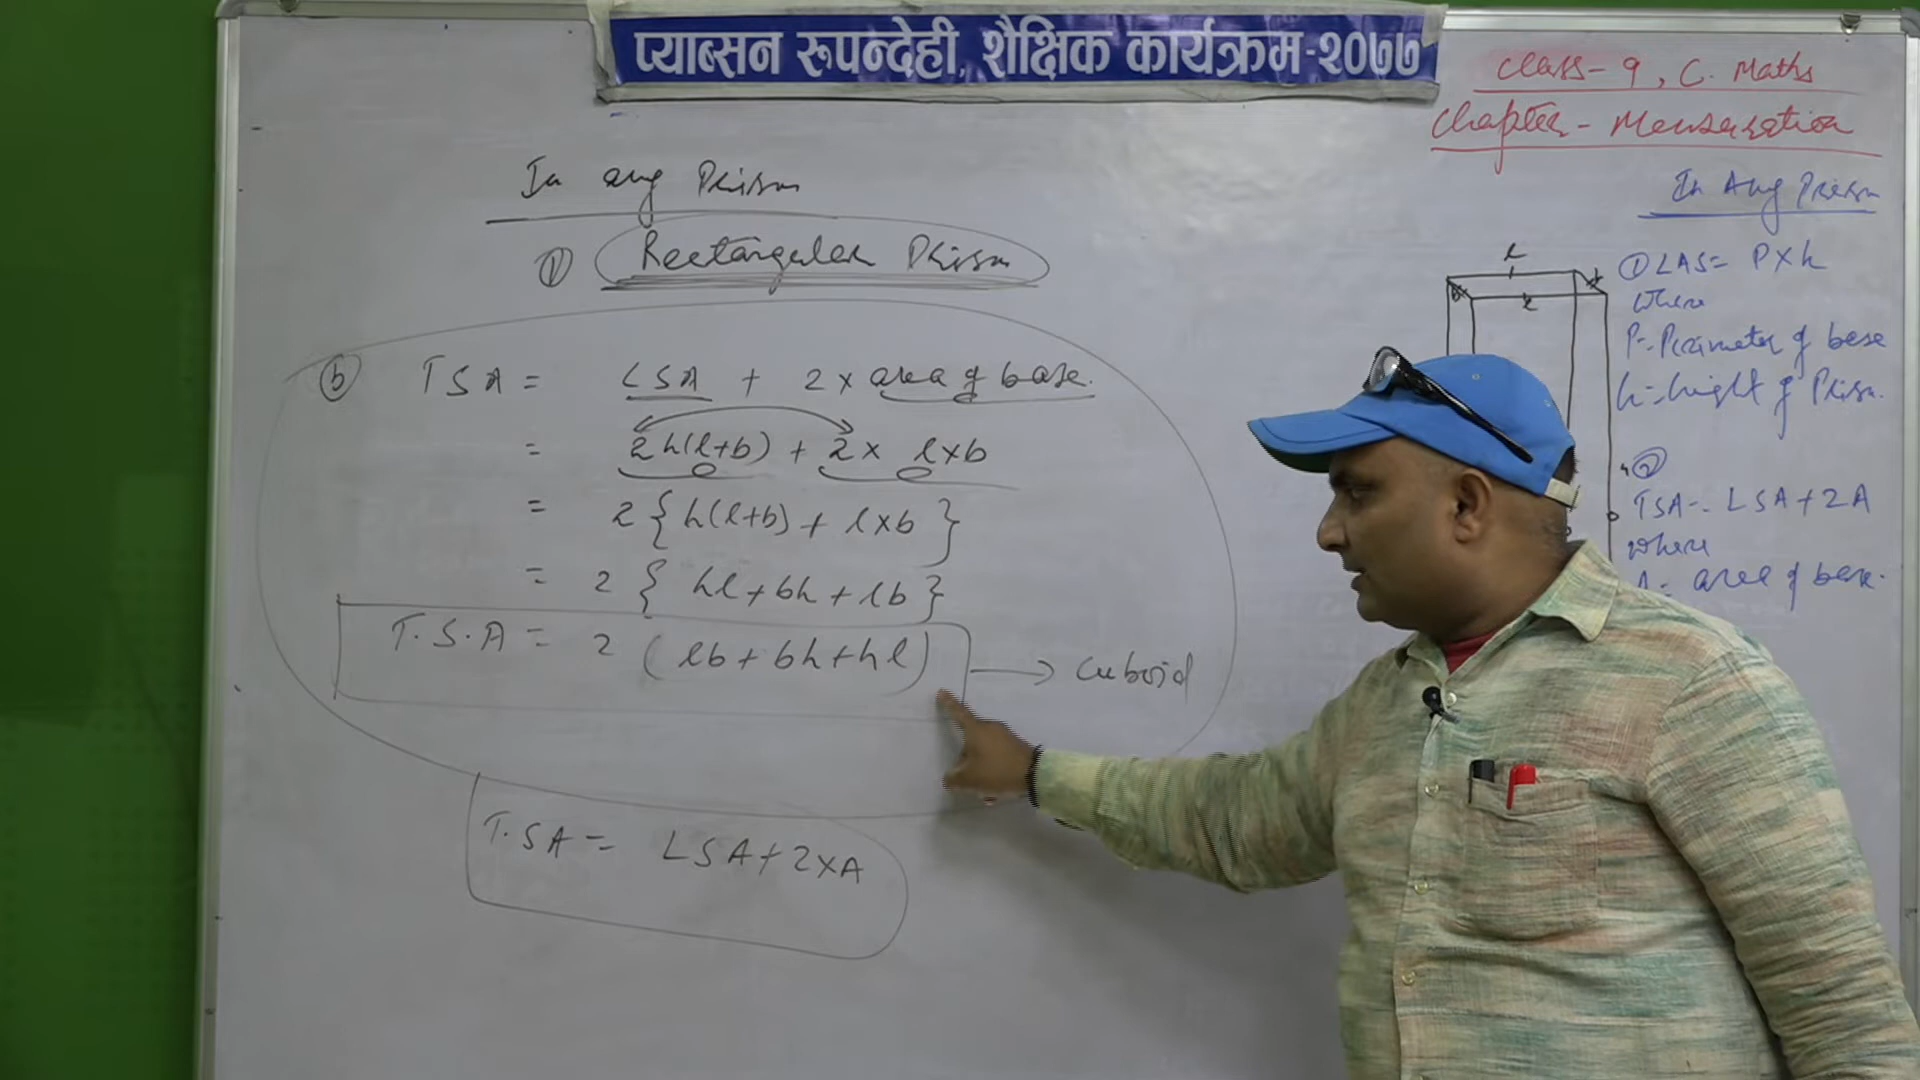 प्याब्सन रुपन्देही, शैक्षिक कार्यक्रम-२०७७
Class-9, C. Maths
Chapter- Mensuration
In any Prism
① Rectangular Prism
ⓑ TSA = LSA + 2 × area of base.
= 2h(l+b) + 2 × l×b
= 2 { h(l+b) + l×b }
= 2 { hl + bh + lb }
T.S.A = 2 (lb + bh + hl) → cuboid
T.SA = LSA + 2×A
In Any Prism
① LAS = P×h
where
P-Perimeter of base
h-height of Prism.
②
TSA = LSA + 2A
where
A = area of base.
l
l
b
b